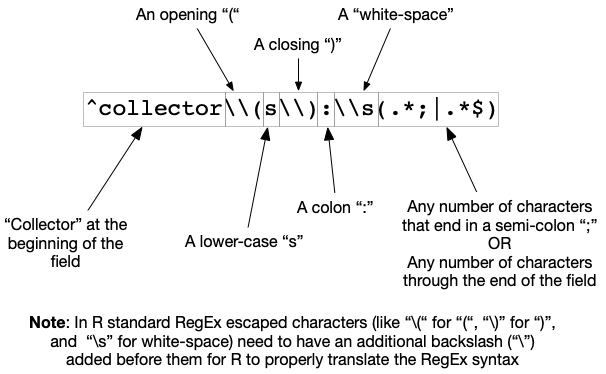 An opening “(“
A “white-space”
A closing “)”
^collector\\(s\\):\\s(.*;|.*$)
“Collector” at the
beginning of the
field
A lower-case “s”
A colon “:”
Any number of characters
that end in a semi-colon “;”
OR
Any number of characters
through the end of the field
Note: In R standard RegEx escaped characters (like “\(“ for “(“, “\)” for “)”,
and “\s” for white-space) need to have an additional backslash (“\”)
added before them for R to properly translate the RegEx syntax